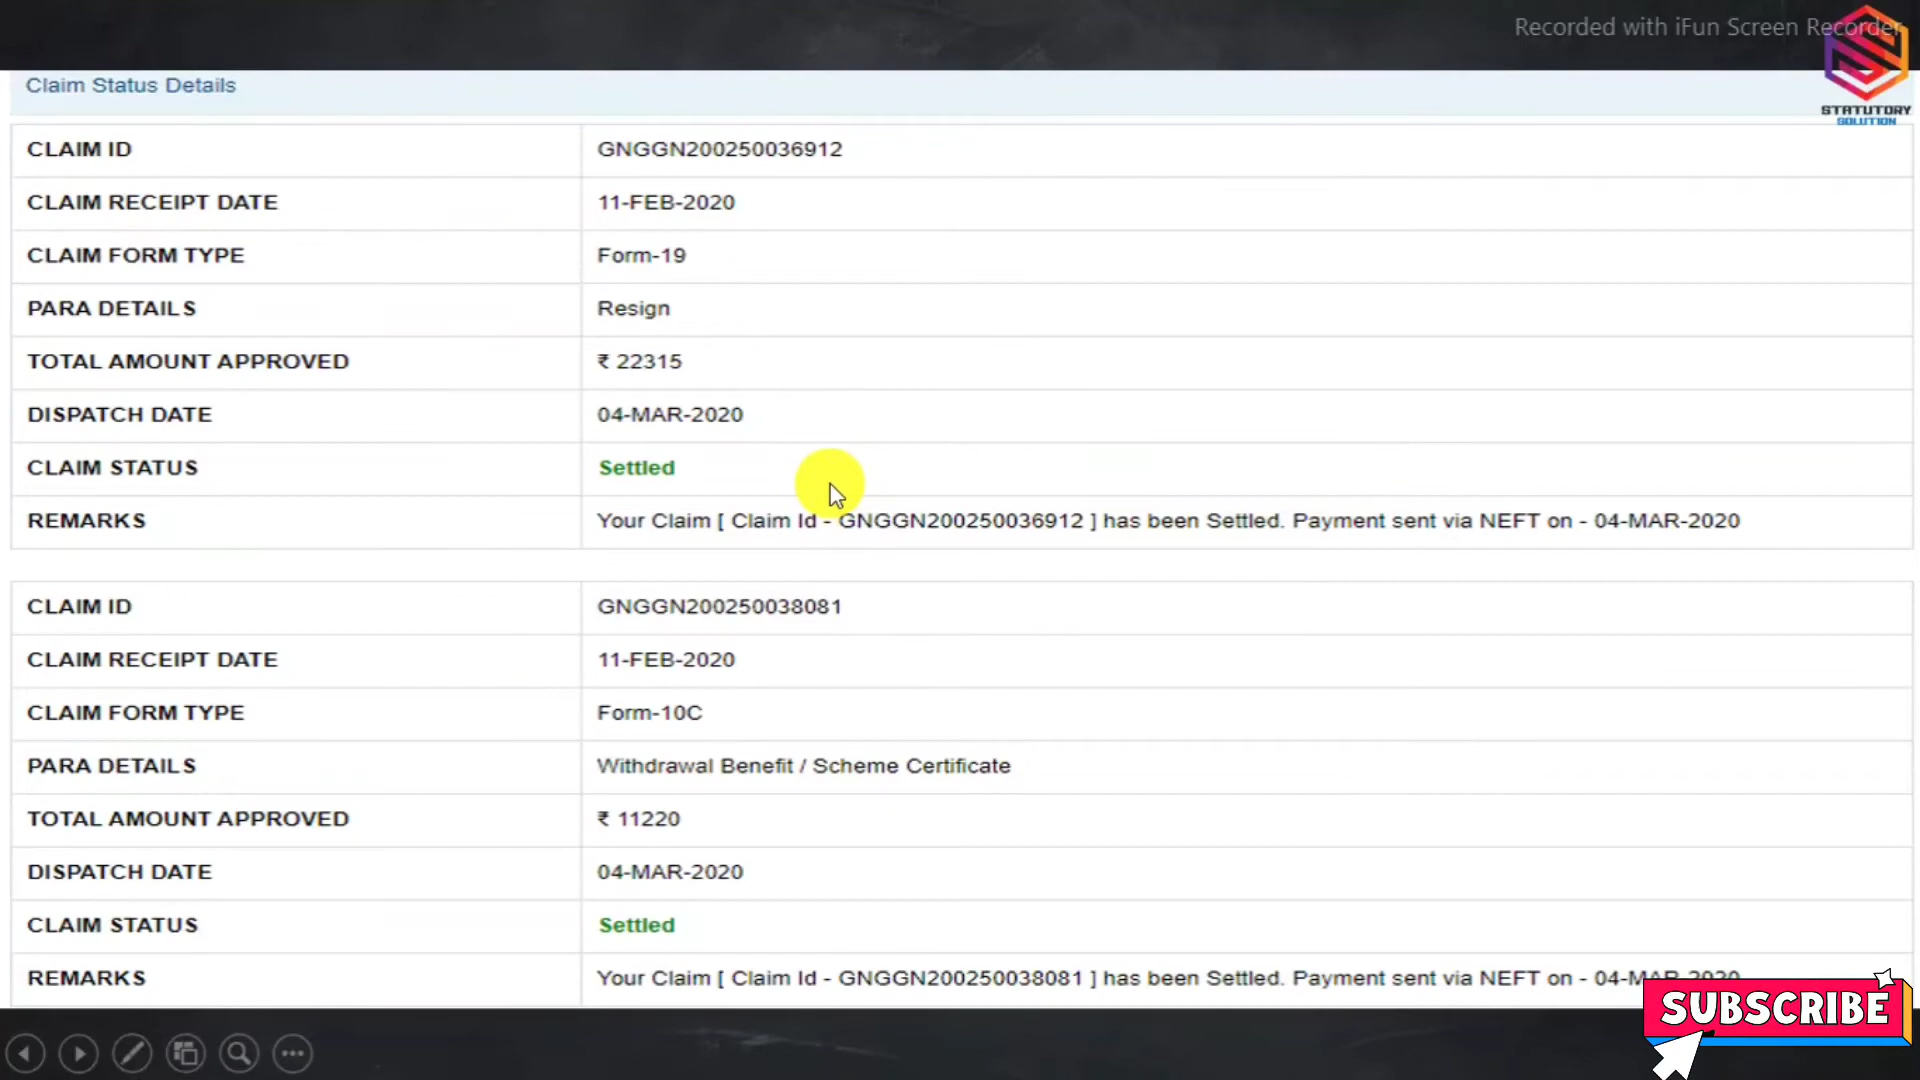 Recorded with iFun Screen Recorder
STATUTORY
SOLUTION
Claim Status Details
CLAIM ID GNGGN200250036912
CLAIM RECEIPT DATE 11-FEB-2020
CLAIM FORM TYPE Form-19
PARA DETAILS Resign
TOTAL AMOUNT APPROVED ₹ 22315
DISPATCH DATE 04-MAR-2020
CLAIM STATUS Settled
REMARKS Your Claim [ Claim Id - GNGGN200250036912 ] has been Settled. Payment sent via NEFT on - 04-MAR-2020
CLAIM ID GNGGN200250038081
CLAIM RECEIPT DATE 11-FEB-2020
CLAIM FORM TYPE Form-10C
PARA DETAILS Withdrawal Benefit / Scheme Certificate
TOTAL AMOUNT APPROVED ₹ 11220
DISPATCH DATE 04-MAR-2020
CLAIM STATUS Settled
REMARKS Your Claim [ Claim Id - GNGGN200250038081 ] has been Settled. Payment sent via NEFT on - 04-MAR-2020
SUBSCRIBE